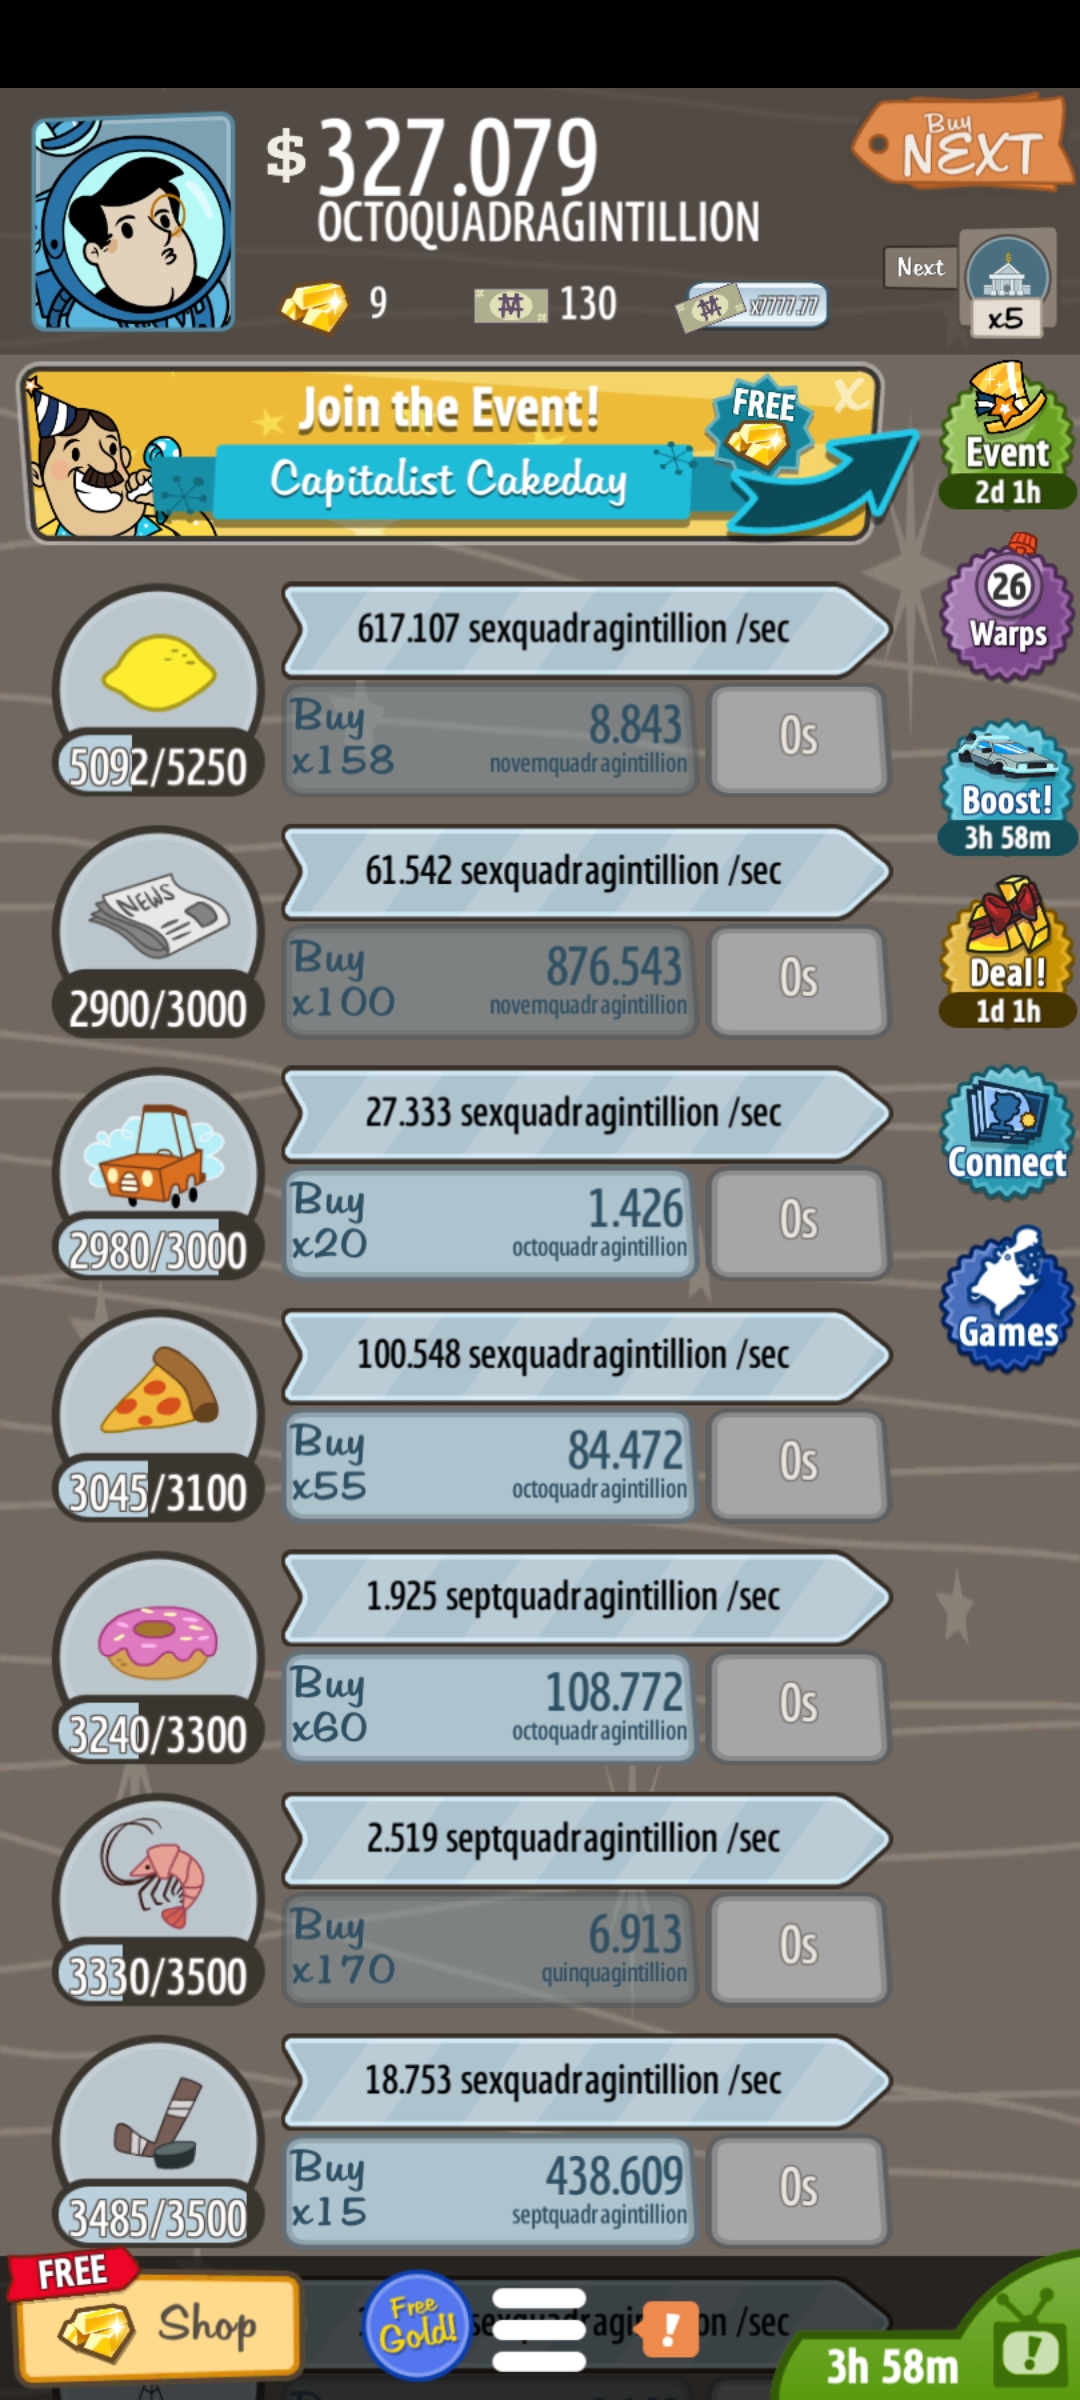 $ 327.079
OCTOQUADRAGINTILLION
Buy
NEXT
9
130
x7777.77
Next
x5
Join the Event!
Capitalist Cakeday
FREE
X
Event
2d 1h
26
Warps
Boost!
3h 58m
Deal!
1d 1h
Connect
Games
617.107 sexquadragintillion /sec
5092/5250
Buy
x158
8.843
novemquadragintillion
0s
NEWS
61.542 sexquadragintillion /sec
2900/3000
Buy
x100
876.543
novemquadragintillion
0s
27.333 sexquadragintillion /sec
2980/3000
Buy
x20
1.426
octoquadragintillion
0s
100.548 sexquadragintillion /sec
3045/3100
Buy
x55
84.472
octoquadragintillion
0s
1.925 septquadragintillion /sec
3240/3300
Buy
x60
108.772
octoquadragintillion
0s
2.519 septquadragintillion /sec
3330/3500
Buy
x170
6.913
quinquagintillion
0s
18.753 sexquadragintillion /sec
3485/3500
Buy
x15
438.609
septquadragintillion
0s
/sec
FREE
Shop
Free
Gold!
!
3h 58m
!